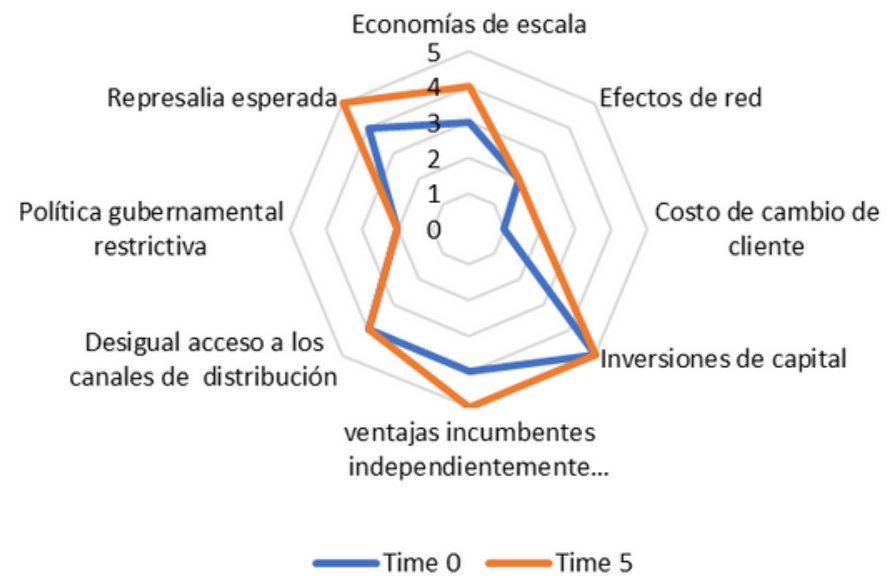 Economías de escala
5
4
3
2
1
0
Efectos de red
Costo de cambio de
cliente
Inversiones de capital
ventajas incumbentes
independientemente...
Desigual acceso a los
canales de distribución
Política gubernamental
restrictiva
Represalia esperada
Time 0
Time 5